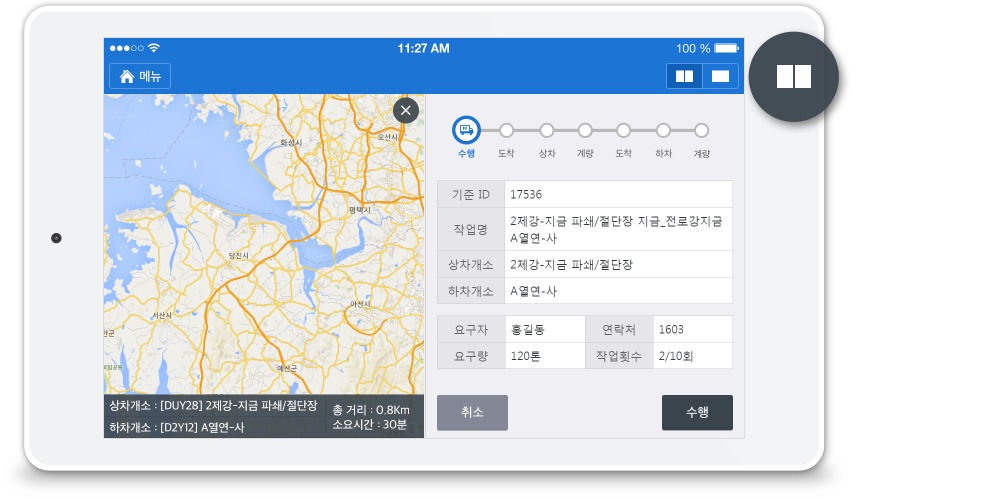 11:27 AM
100 %
메뉴
화성시
오산시
평택시
당진시
서산시
아산시
예산군
상차개소 : [DUY28] 2제강-지금 파쇄/절단장
하차개소 : [D2Y12] A열연-사
총 거리 : 0.8Km
소요시간 : 30분
수행 도착 상차 계량 도착 하차 계량
기준 ID 17536
작업명 2제강-지금 파쇄/절단장 지금_전로강지금
A열연-사
상차개소 2제강-지금 파쇄/절단장
하차개소 A열연-사
요구자 홍길동 연락처 1603
요구량 120톤 작업횟수 2/10회
취소 수행